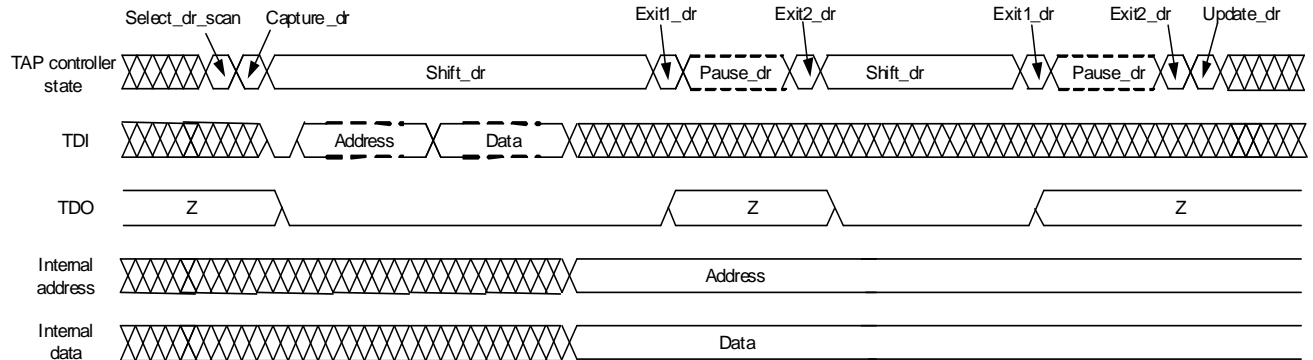 Select_dr_scan Capture_dr Exit1_dr Exit2_dr Exit1_dr Exit2_dr Update_dr
TAP controller
state
Shift_dr Pause_dr Shift_dr Pause_dr
TDI Address Data
TDO Z Z Z
Internal
address
Address
Internal
data
Data